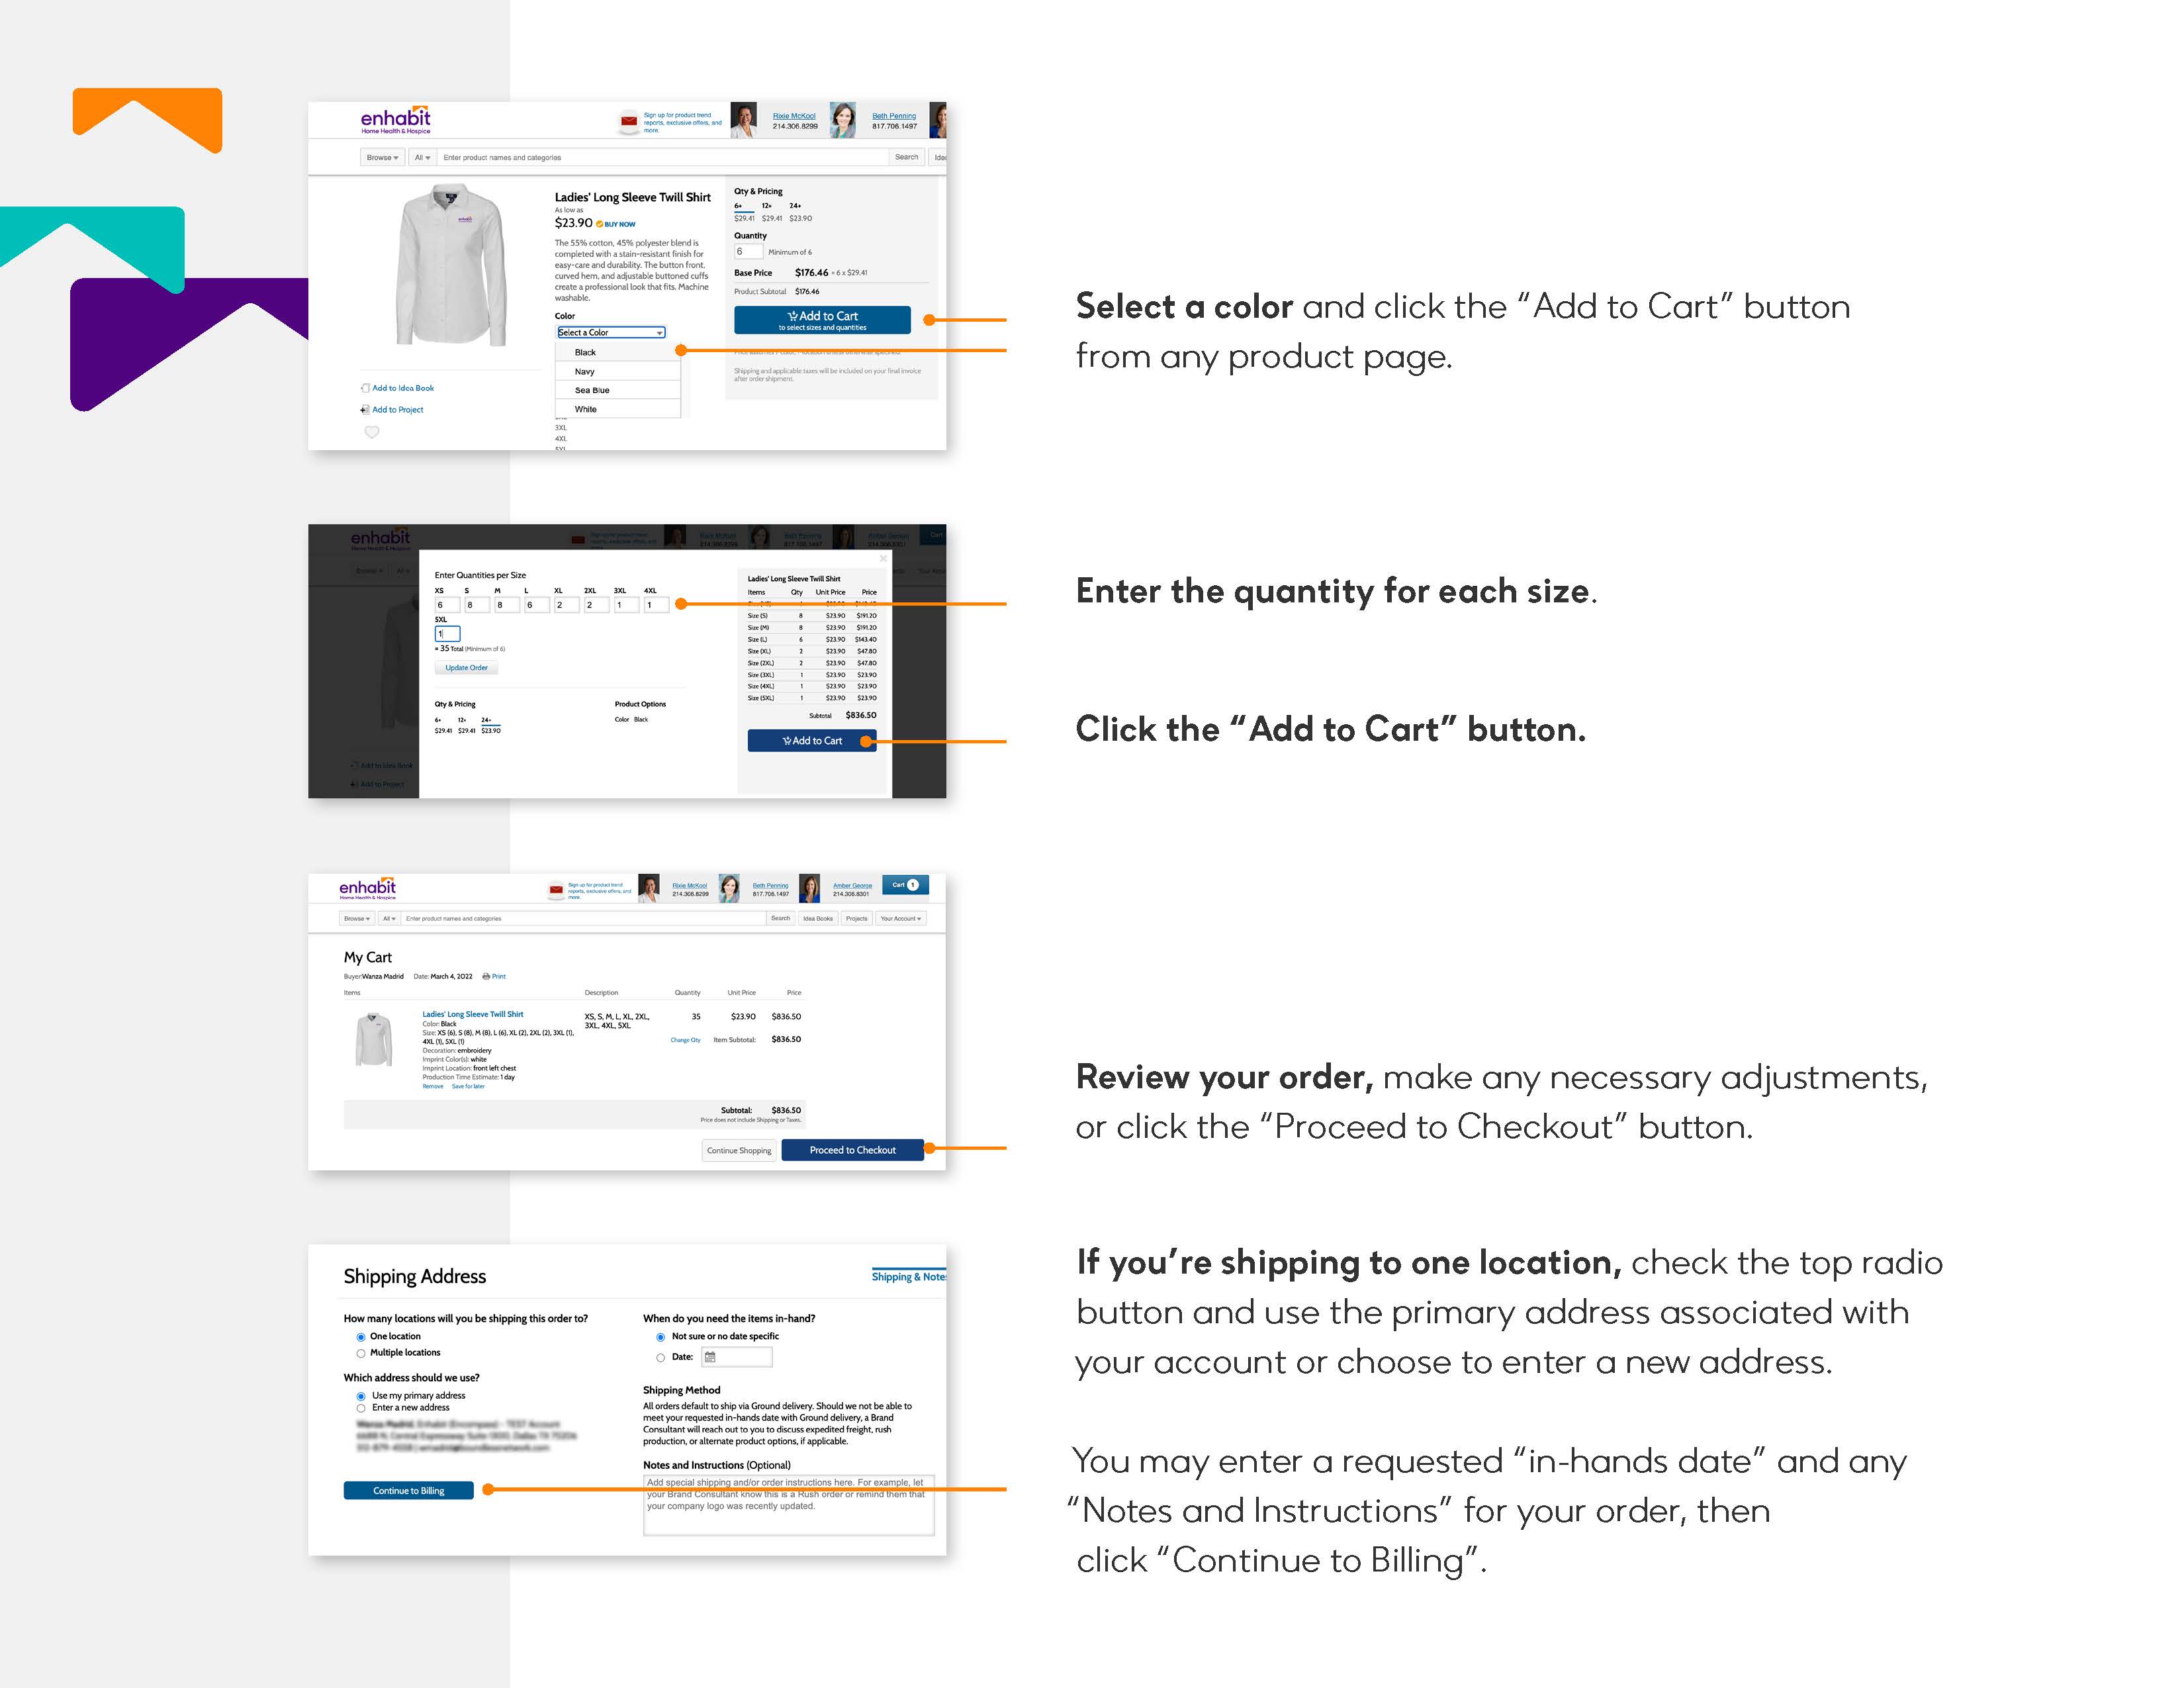 enhabit
Home Health & Hospice
Sign up for product trend
reports, exclusive offers, and
more.
Rixie McKool
214.306.8299
Beth Penning
817.706.1497
Browse
All
Enter product names and categories
Search
Ladies' Long Sleeve Twill Shirt
As low as
$23.90 BUY NOW
The 55% cotton, 45% polyester blend is
completed with a stain-resistant finish for
easy-care and durability. The button front,
curved hem, and adjustable buttoned cuffs
create a professional look that fits. Machine
washable.
Color
Select a Color
Black
Navy
Sea Blue
White
3XL
4XL
5XL
Add to Idea Book
Add to Project
Qty & Pricing
6+ 12+ 24+
$29.41 $29.41 $23.90
Quantity
6 Minimum of 6
Base Price $176.46 = 6 x $29.41
Product Subtotal $176.46
Add to Cart
to select sizes and quantities
Shipping and applicable taxes will be included on your final invoice
after order shipment.
Select a color and click the “Add to Cart” button
from any product page.
enhabit
Enter Quantities per Size
XS S M L XL 2XL 3XL 4XL
6 8 8 6 2 2 1 1
5XL
1
= 35 Total (Minimum of 6)
Update Order
Qty & Pricing
6+ 12+ 24+
$29.41 $29.41 $23.90
Product Options
Color Black
Ladies' Long Sleeve Twill Shirt
Items Qty Unit Price Price
Size (S) 8 $23.90 $191.20
Size (M) 8 $23.90 $191.20
Size (L) 6 $23.90 $143.40
Size (XL) 2 $23.90 $47.80
Size (2XL) 2 $23.90 $47.80
Size (3XL) 1 $23.90 $23.90
Size (4XL) 1 $23.90 $23.90
Size (5XL) 1 $23.90 $23.90
Subtotal $836.50
Add to Cart
Add to Idea Book
Add to Project
Enter the quantity for each size.
Click the “Add to Cart” button.
enhabit
Home Health & Hospice
Sign up for product trend
reports, exclusive offers, and
more.
Rixie McKool
214.306.8299
Beth Penning
817.706.1497
Amber George
214.306.8301
Cart 1
Browse
All
Enter product names and categories
Search
Idea Books
Projects
Your Account
My Cart
Buyer: Wanza Madrid Date: March 4, 2022 Print
Items Description Quantity Unit Price Price
Ladies' Long Sleeve Twill Shirt
Color: Black
Size: XS (6), S (8), M (8), L (6), XL (2), 2XL (2), 3XL (1),
4XL (1), 5XL (1)
Decoration: embroidery
Imprint Color(s): white
Imprint Location: front left chest
Production Time Estimate: 1 day
Remove Save for later
XS, S, M, L, XL, 2XL,
3XL, 4XL, 5XL
35 $23.90 $836.50
Change Qty Item Subtotal: $836.50
Subtotal: $836.50
Price does not include Shipping or Taxes.
Continue Shopping
Proceed to Checkout
Review your order, make any necessary adjustments,
or click the “Proceed to Checkout” button.
Shipping Address
Shipping & Notes
How many locations will you be shipping this order to?
One location
Multiple locations
Which address should we use?
Use my primary address
Enter a new address
Continue to Billing
When do you need the items in-hand?
Not sure or no date specific
Date:
Shipping Method
All orders default to ship via Ground delivery. Should we not be able to
meet your requested in-hands date with Ground delivery, a Brand
Consultant will reach out to you to discuss expedited freight, rush
production, or alternate product options, if applicable.
Notes and Instructions (Optional)
Add special shipping and/or order instructions here. For example, let
your Brand Consultant know this is a Rush order or remind them that
your company logo was recently updated.
If you’re shipping to one location, check the top radio
button and use the primary address associated with
your account or choose to enter a new address.
You may enter a requested “in-hands date” and any
“Notes and Instructions” for your order, then
click “Continue to Billing”.